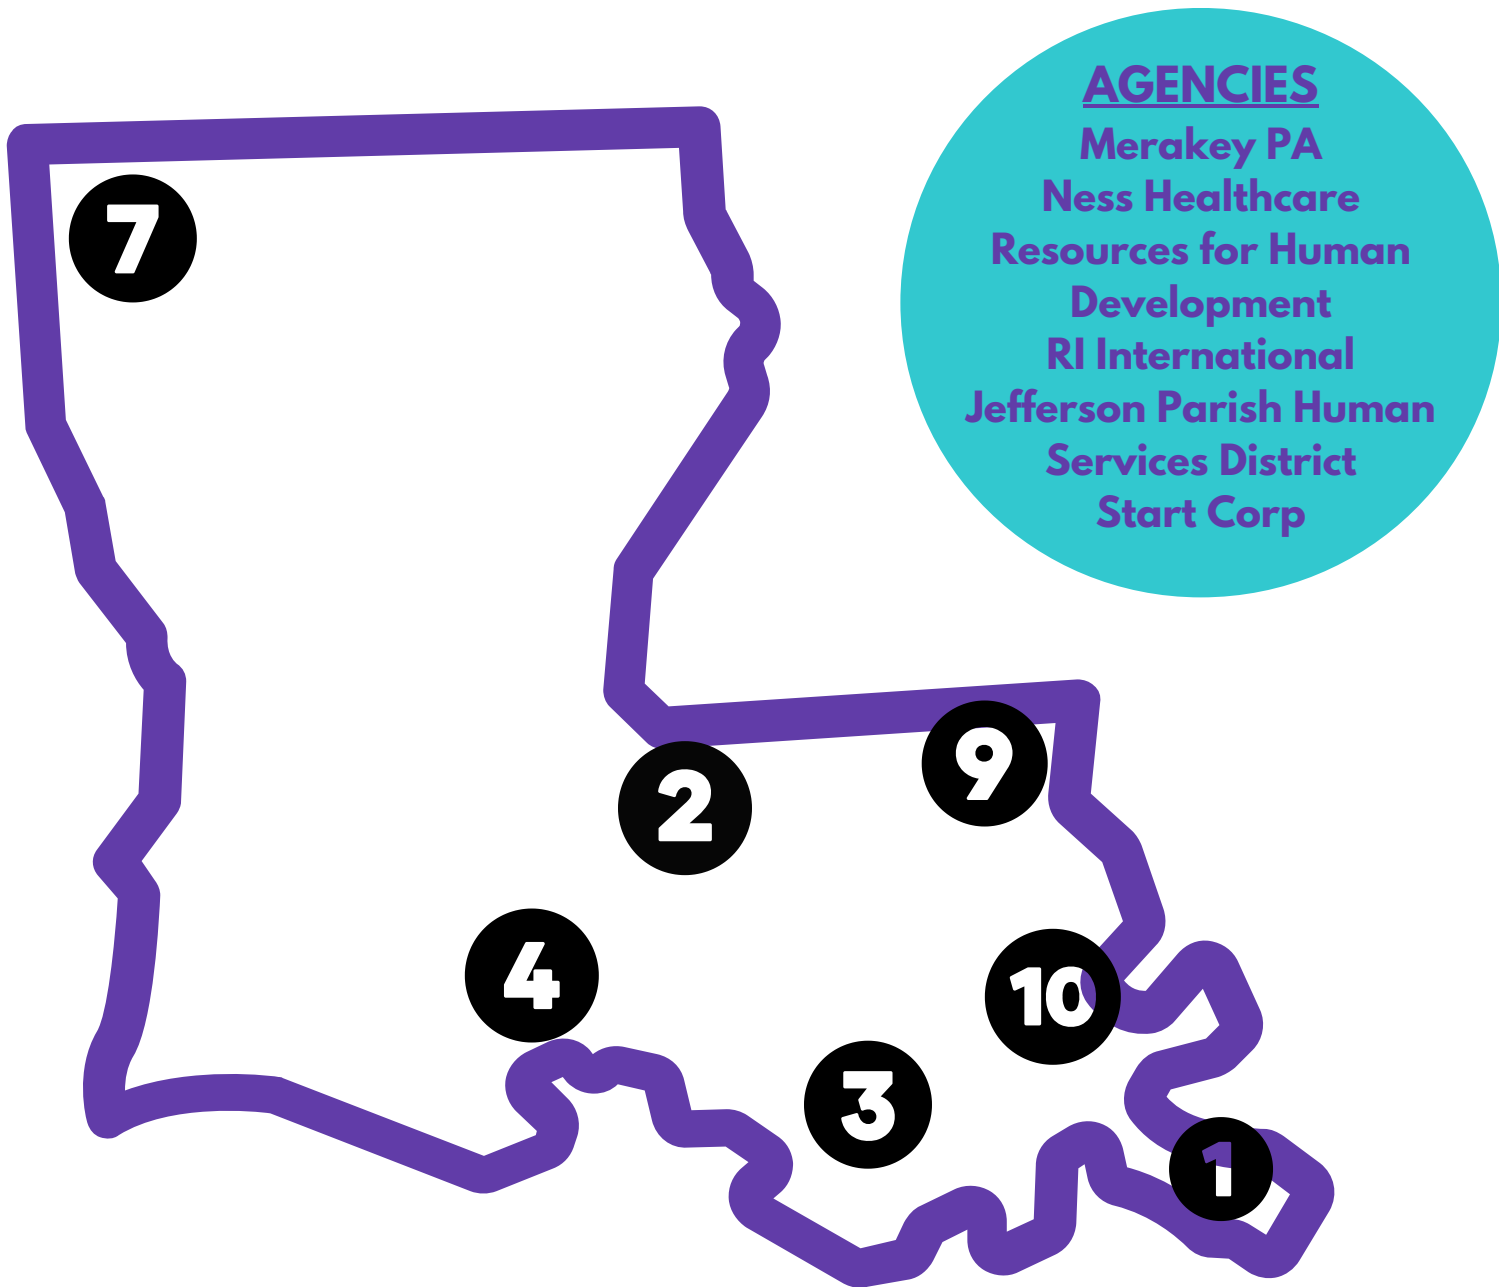 AGENCIES
Merakey PA
Ness Healthcare
Resources for Human
Development
RI International
Jefferson Parish Human
Services District
Start Corp
7
9
2
4
10
3
1